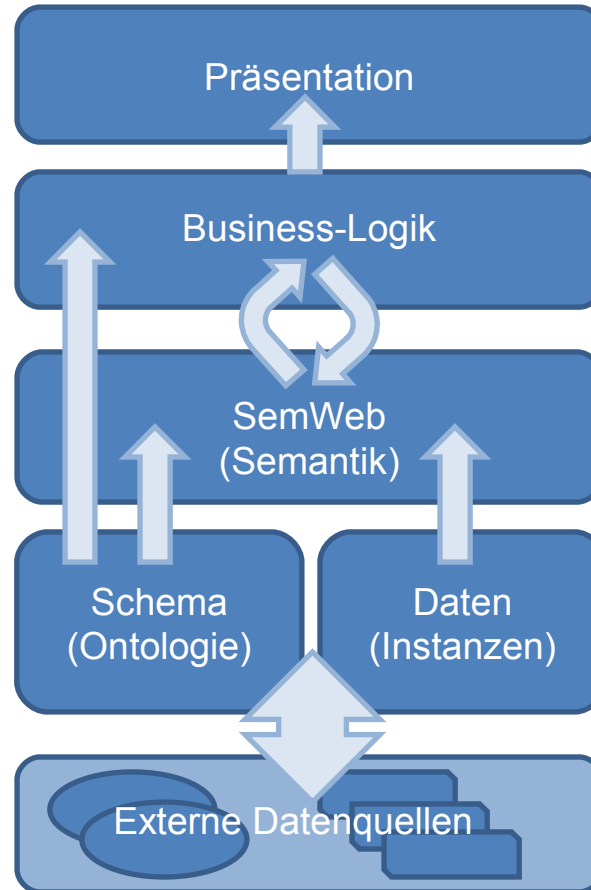 Präsentation
Business-Logik
SemWeb
(Semantik)
Schema
(Ontologie)
Daten
(Instanzen)
Externe Datenquellen